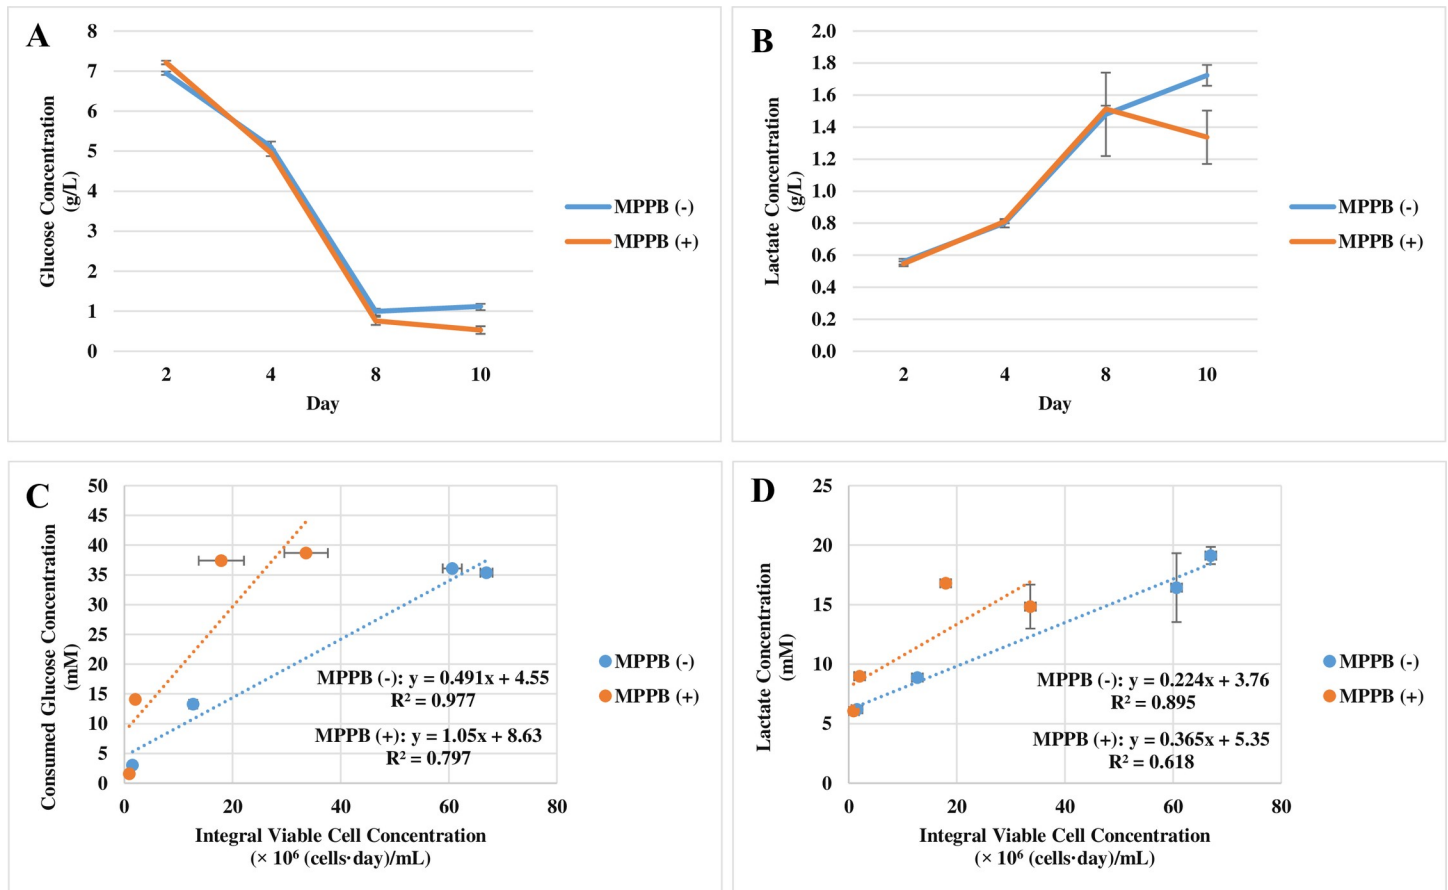 A
8
7
6
5
4
3
2
1
0
Glucose Concentration
(g/L)
2 4 8 10
Day
MPPB (-)
MPPB (+)
B
2.0
1.8
1.6
1.4
1.2
1.0
0.8
0.6
0.4
0.2
0.0
Lactate Concentration
(g/L)
2 4 8 10
Day
MPPB (-)
MPPB (+)
C
50
45
40
35
30
25
20
15
10
5
0
Consumed Glucose Concentration
(mM)
MPPB (-): y = 0.491x + 4.55
R² = 0.977
MPPB (+): y = 1.05x + 8.63
R² = 0.797
0 20 40 60 80
Integral Viable Cell Concentration
(× 10⁶ (cells·day)/mL)
MPPB (-)
MPPB (+)
D
25
20
15
10
5
0
Lactate Concentration
(mM)
MPPB (-): y = 0.224x + 3.76
R² = 0.895
MPPB (+): y = 0.365x + 5.35
R² = 0.618
0 20 40 60 80
Integral Viable Cell Concentration
(× 10⁶ (cells·day)/mL)
MPPB (-)
MPPB (+)